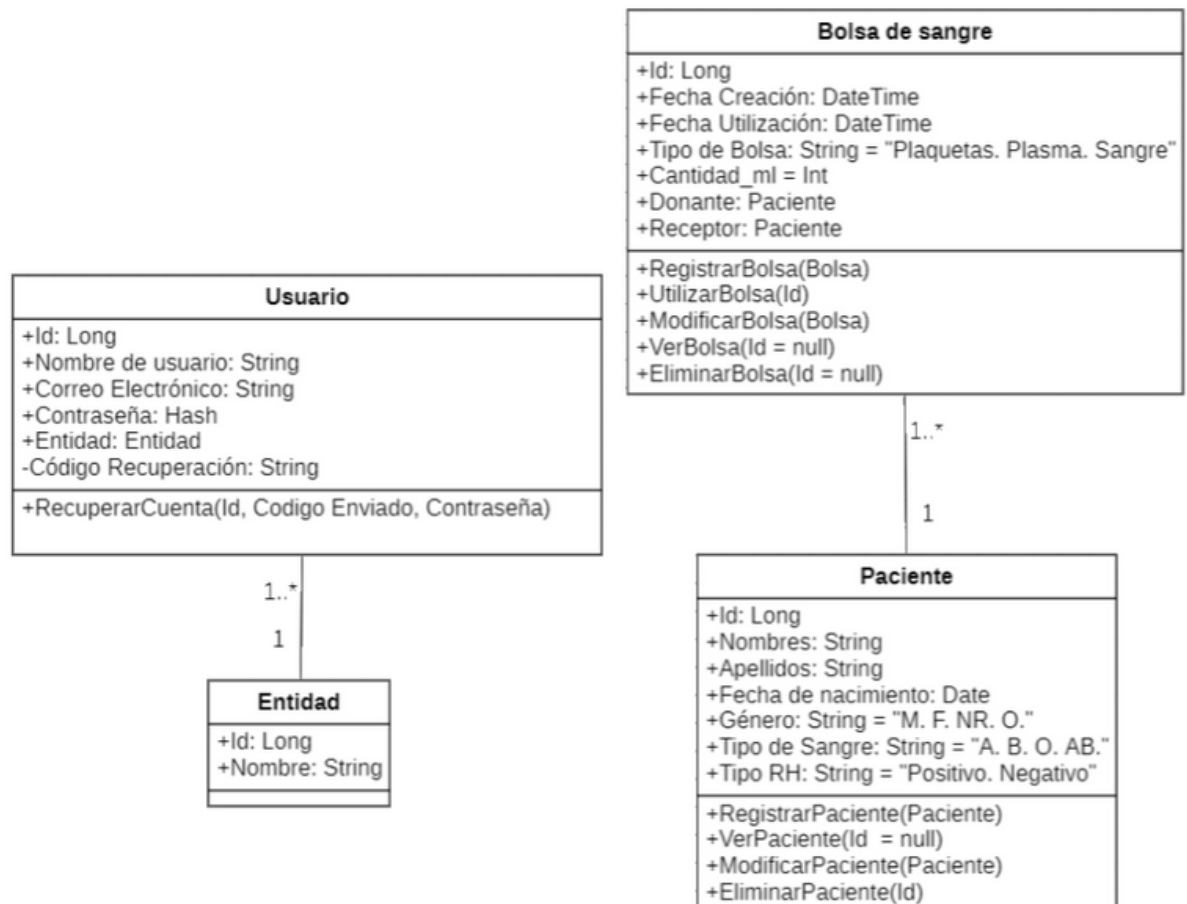 Bolsa de sangre
+Id: Long
+Fecha Creación: DateTime
+Fecha Utilización: DateTime
+Tipo de Bolsa: String = "Plaquetas. Plasma. Sangre"
+Cantidad_ml = Int
+Donante: Paciente
+Receptor: Paciente
+RegistrarBolsa(Bolsa)
+UtilizarBolsa(Id)
+ModificarBolsa(Bolsa)
+VerBolsa(Id = null)
+EliminarBolsa(Id = null)
1..*
1
Usuario
+Id: Long
+Nombre de usuario: String
+Correo Electrónico: String
+Contraseña: Hash
+Entidad: Entidad
-Código Recuperación: String
+RecuperarCuenta(Id, Codigo Enviado, Contraseña)
1..*
1
Entidad
+Id: Long
+Nombre: String
Paciente
+Id: Long
+Nombres: String
+Apellidos: String
+Fecha de nacimiento: Date
+Género: String = "M. F. NR. O."
+Tipo de Sangre: String = "A. B. O. AB."
+Tipo RH: String = "Positivo. Negativo"
+RegistrarPaciente(Paciente)
+VerPaciente(Id  = null)
+ModificarPaciente(Paciente)
+EliminarPaciente(Id)